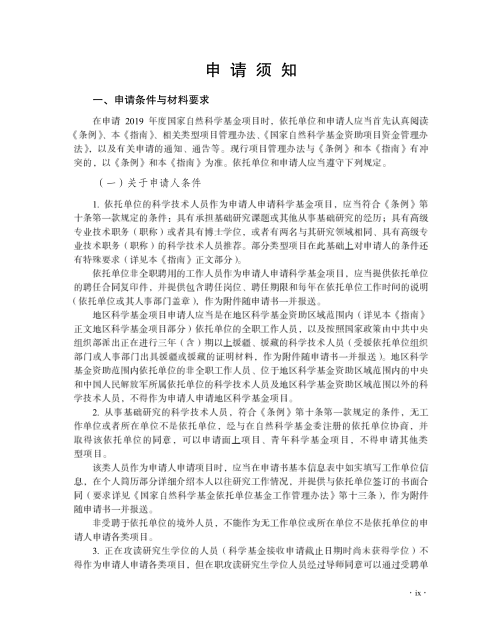 申 请 须 知
一、申请条件与材料要求
在申请 2019 年度国家自然科学基金项目时，依托单位和申请人应当首先认真阅读
《条例》、本《指南》、相关类型项目管理办法、《国家自然科学基金资助项目资金管理办
法》，以及有关申请的通知、通告等。现行项目管理办法与《条例》和本《指南》有冲
突的，以《条例》和本《指南》为准。依托单位和申请人应当遵守下列规定。
（一）关于申请人条件
1. 依托单位的科学技术人员作为申请人申请科学基金项目，应当符合《条例》第
十条第一款规定的条件：具有承担基础研究课题或其他从事基础研究的经历；具有高级
专业技术职务（职称）或者具有博士学位，或者有两名与其研究领域相同、具有高级专
业技术职务（职称）的科学技术人员推荐。部分类型项目在此基础上对申请人的条件还
有特殊要求（详见本《指南》正文部分）。
依托单位非全职聘用的工作人员作为申请人申请科学基金项目，应当提供依托单位
的聘任合同复印件，并提供包含聘任岗位、聘任期限和每年在依托单位工作时间的说明
（依托单位或其人事部门盖章），作为附件随申请书一并报送。
地区科学基金项目申请人应当是在地区科学基金资助区域范围内（详见本《指南》
正文地区科学基金项目部分）依托单位的全职工作人员，以及按照国家政策由中共中央
组织部派出正在进行三年（含）期以上援疆、援藏的科学技术人员（受援依托单位组织
部门或人事部门出具援疆或援藏的证明材料，作为附件随申请书一并报送）。地区科学
基金资助范围内依托单位的非全职工作人员、位于地区科学基金资助区域范围内的中央
和中国人民解放军所属依托单位的科学技术人员及地区科学基金资助区域范围以外的科
学技术人员，不得作为申请人申请地区科学基金项目。
2. 从事基础研究的科学技术人员，符合《条例》第十条第一款规定的条件，无工
作单位或者所在单位不是依托单位，经与在自然科学基金委注册的依托单位协商，并
取得该依托单位的同意，可以申请面上项目、青年科学基金项目，不得申请其他类
型项目。
该类人员作为申请人申请项目时，应当在申请书基本信息表中如实填写工作单位信
息，在个人简历部分详细介绍本人以往研究工作情况，并提供与依托单位签订的书面合
同（要求详见《国家自然科学基金依托单位基金工作管理办法》第十三条），作为附件
随申请书一并报送。
非受聘于依托单位的境外人员，不能作为无工作单位或所在单位不是依托单位的申
请人申请各类项目。
3. 正在攻读研究生学位的人员（科学基金接收申请截止日期时尚未获得学位）不
得作为申请人申请各类项目，但在职攻读研究生学位人员经过导师同意可以通过受聘单
· ix ·